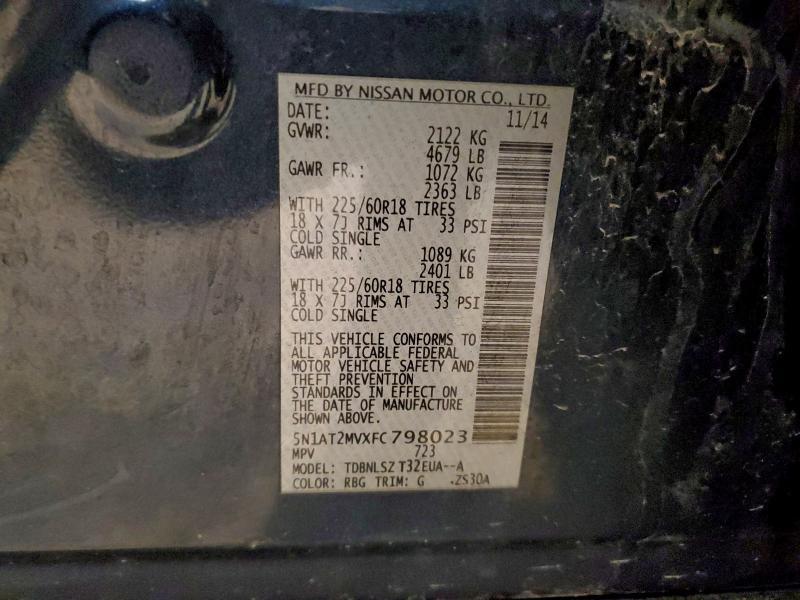 MFD BY NISSAN MOTOR CO., LTD.
DATE: 11/14
GVWR: 2122 KG
4679 LB
GAWR FR.: 1072 KG
2363 LB
WITH 225/60R18 TIRES
18 X 7J RIMS AT 33 PSI
COLD SINGLE
GAWR RR.: 1089 KG
2401 LB
WITH 225/60R18 TIRES
18 X 7J RIMS AT 33 PSI
COLD SINGLE
THIS VEHICLE CONFORMS TO
ALL APPLICABLE FEDERAL
MOTOR VEHICLE SAFETY AND
THEFT PREVENTION
STANDARDS IN EFFECT ON
THE DATE OF MANUFACTURE
SHOWN ABOVE.
5N1AT2MVXFC798023
MPV 723
MODEL: TDBNLSZ T32EUA--A
COLOR: RBG TRIM: G .ZS30A